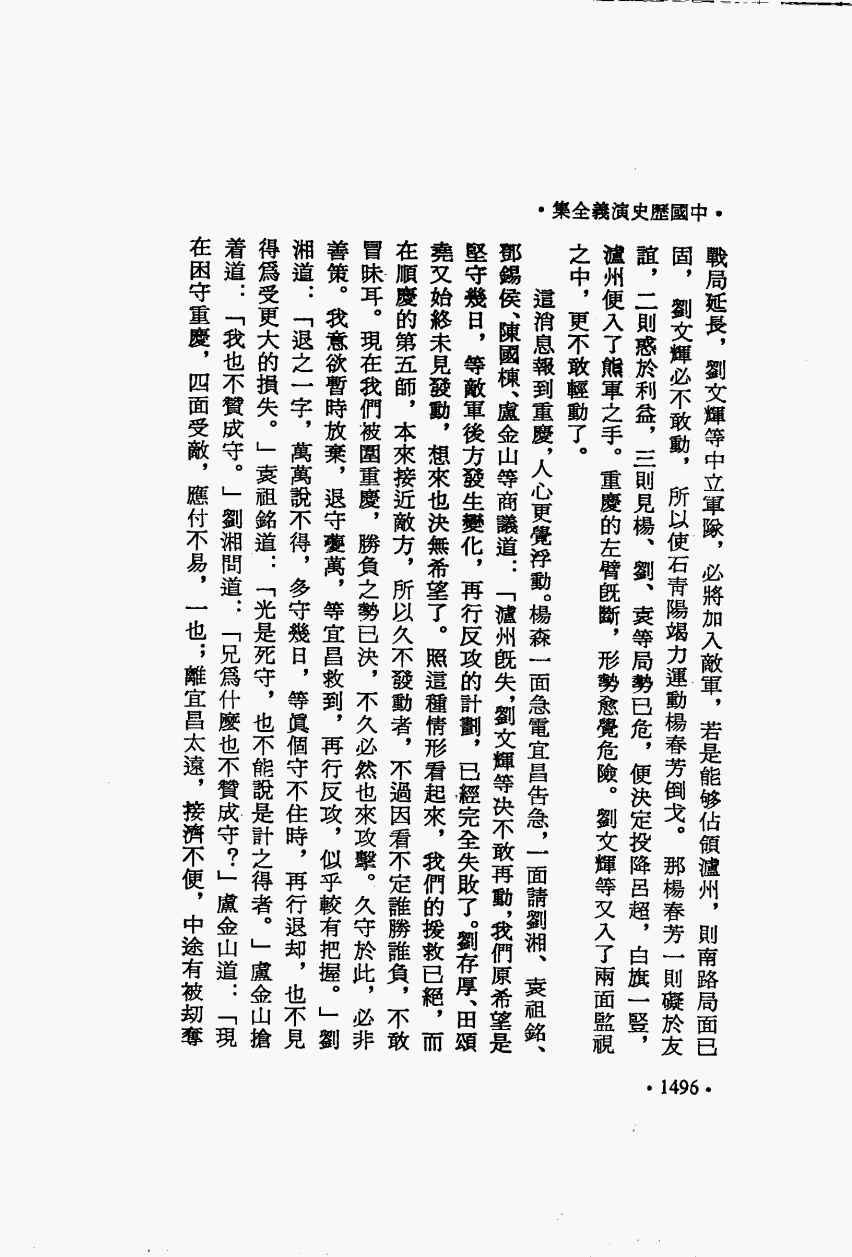 •中國歷史演義全集•
戰局延長，劉文輝等中立軍隊，必將加入敵軍，若是能够佔領瀘州，則南路局面已
固，劉文輝必不敢動，所以使石靑陽竭力運動楊春芳倒戈。那楊春芳一則礙於友
誼，二則惑於利益，三則見楊、劉、袁等局勢已危，便決定投降呂超，白旗一豎，
瀘州便入了熊軍之手。重慶的左臂旣斷，形勢愈覺危險。劉文輝等又入了兩面監視
之中，更不敢輕動了。
這消息報到重慶，人心更覺浮動。楊森一面急電宜昌告急，一面請劉湘、袁祖銘、
鄧錫侯、陳國棟、盧金山等商議道：「瀘州旣失，劉文輝等决不敢再動，我們原希望是
堅守幾日，等敵軍後方發生變化，再行反攻的計劃，已經完全失敗了。劉存厚、田頌
堯又始終未見發動，想來也決無希望了。照這種情形看起來，我們的援救已絕，而
在順慶的第五師，本來接近敵方，所以久不發動者，不過因看不定誰勝誰負，不敢
冒昧耳。現在我們被圍重慶，勝負之勢已決，不久必然也來攻擊。久守於此，必非
善策。我意欲暫時放棄，退守夔萬，等宜昌救到，再行反攻，似乎較有把握。」劉
湘道：「退之一字，萬萬說不得，多守幾日，等眞個守不住時，再行退却，也不見
得爲受更大的損失。」袁祖銘道：「光是死守，也不能說是計之得者。」盧金山搶
着道：「我也不贊成守。」劉湘問道：「兄爲什麼也不贊成守？」盧金山道：「現
在困守重慶，四面受敵，應付不易，一也；離宜昌太遠，接濟不便，中途有被刧奪
•1496•